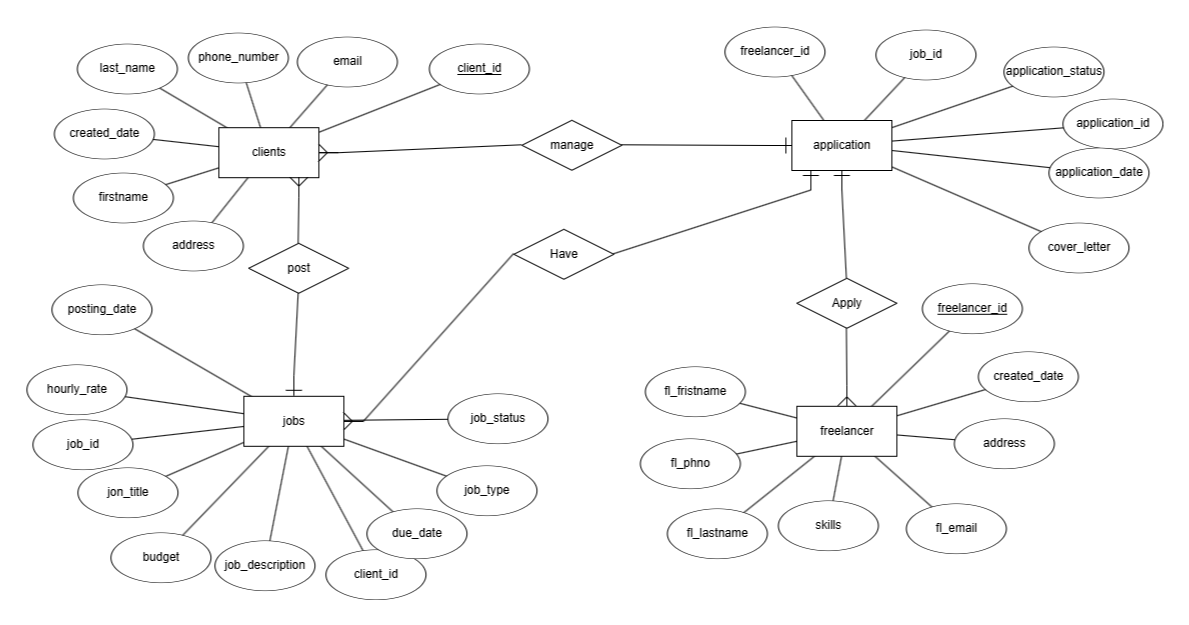 last_name
phone_number
email
client_id
created_date
clients
firstname
address
manage
freelancer_id
job_id
application_status
application
application_id
application_date
cover_letter
post
Have
Apply
posting_date
hourly_rate
job_id
jon_title
budget
job_description
client_id
due_date
job_type
job_status
jobs
freelancer_id
fl_fristname
created_date
freelancer
address
fl_phno
fl_lastname
skills
fl_email